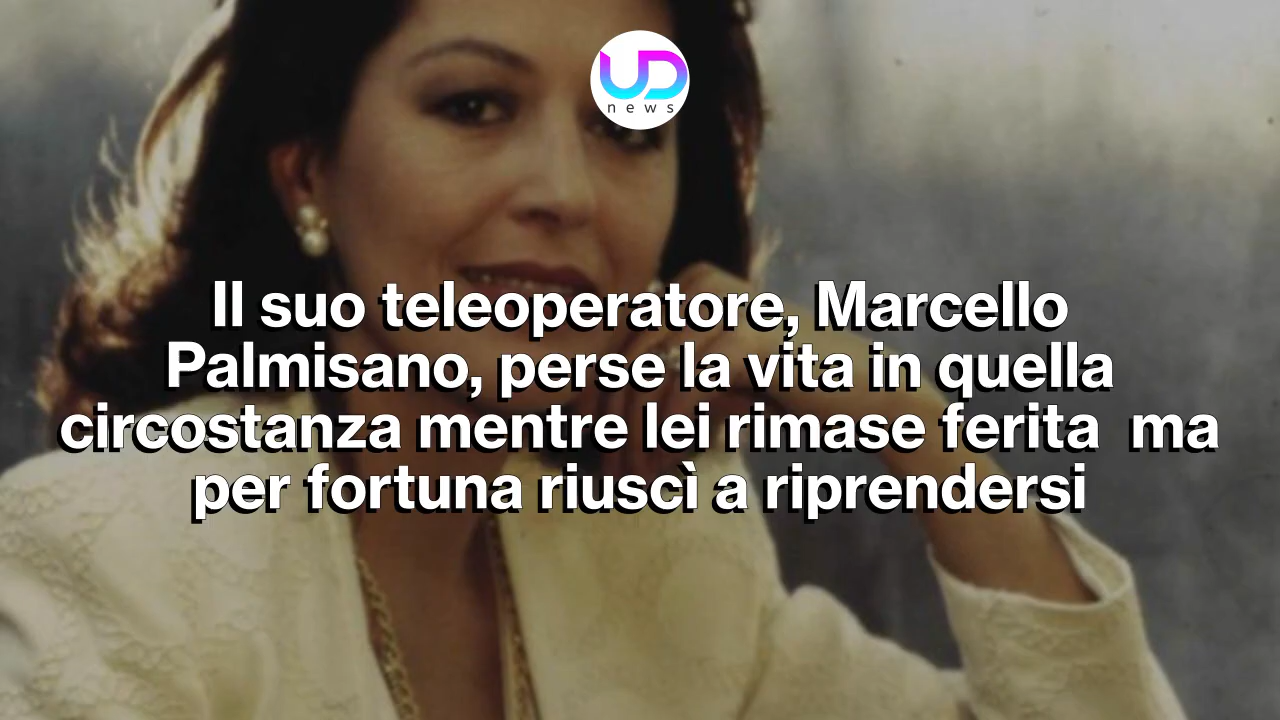 UD
news
Il suo teleoperatore, Marcello
Palmisano, perse la vita in quella
circostanza mentre lei rimase ferita  ma
per fortuna riuscì a riprendersi